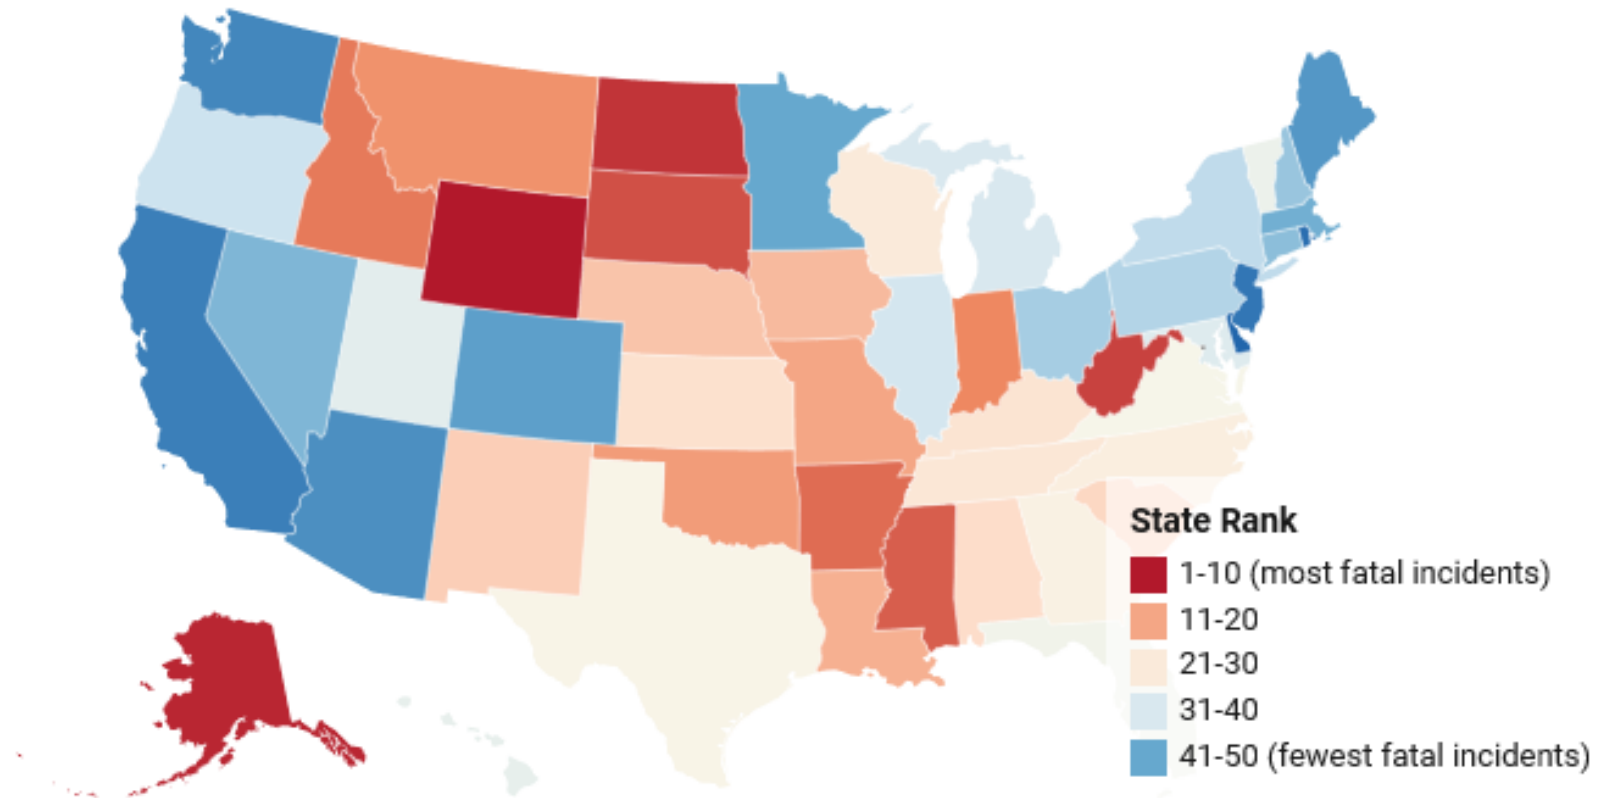 State Rank
1-10 (most fatal incidents)
11-20
21-30
31-40
41-50 (fewest fatal incidents)